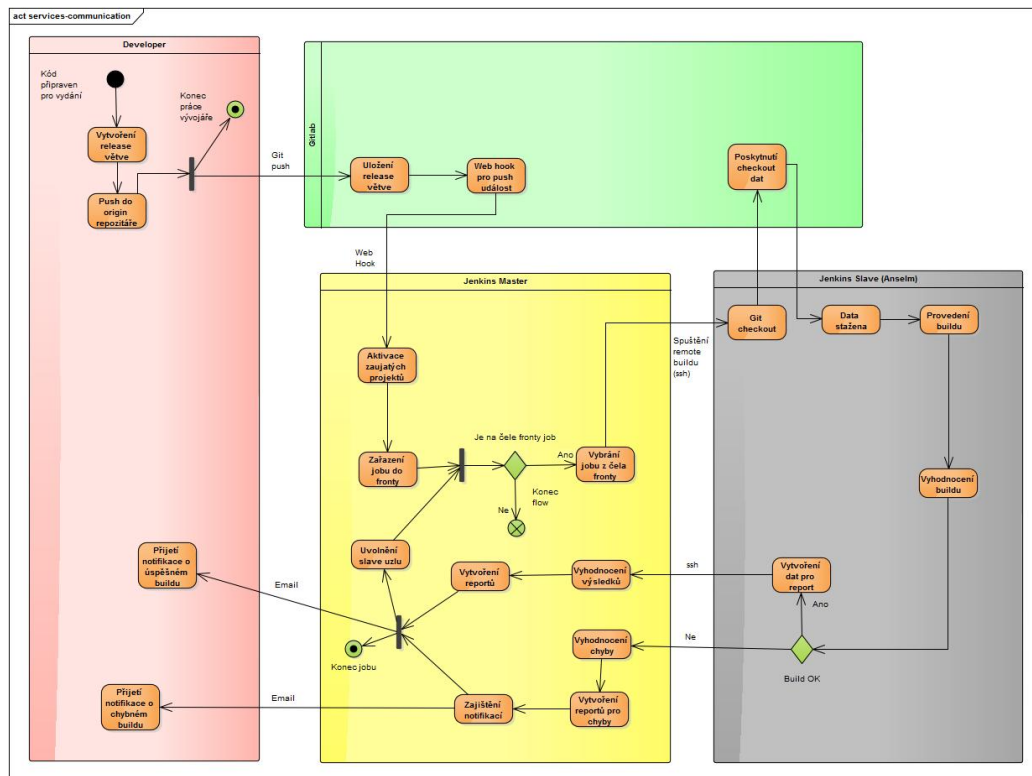 act services-communication
Developer
Kód
připraven
pro vydání
Konec
práce
vývojáře
Vytvoření
release
větve
Push do
origin
repozitáře
Git
push
Gitlab
Uložení
release
větve
Web hook
pro push
událost
Poskytnutí
checkout
dat
Web
Hook
Jenkins Master
Jenkins Slave (Anselm)
Git
checkout
Data
stažena
Provedení
buildu
Spuštění
remote
buildu
(ssh)
Aktivace
zaujatých
projektů
Je na čele fronty job
Zařazení
jobu do
fronty
Ano
Vybrání
jobu z čela
fronty
Konec
flow
Ne
Vyhodnocení
buildu
Přijetí
notifikace o
úspěšném
buildu
Email
Uvolnění
slave uzlu
Vytvoření
reportů
Vyhodnocení
výsledků
ssh
Vytvoření
dat pro
report
Ano
Konec jobu
Vyhodnocení
chyby
Ne
Build OK
Přijetí
notifikace o
chybném
buildu
Email
Zajištění
notifikací
Vytvoření
reportů pro
chyby